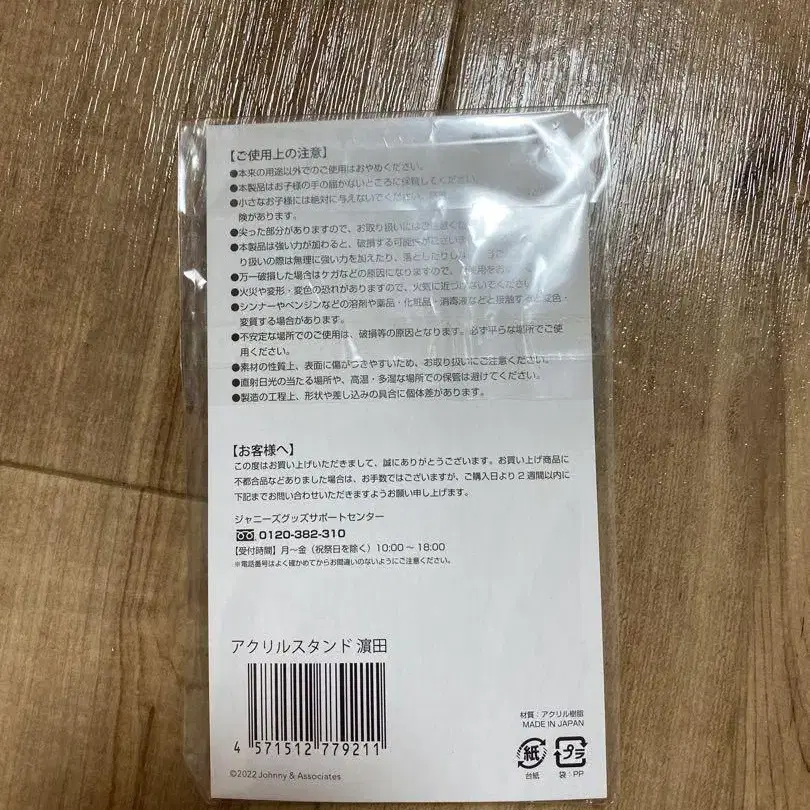 【ご使用上の注意】
●本来の用途以外でのご使用はおやめください。
●本製品はお子様の手の届かないところに保管してください。
●小さなお子様には絶対に与えないでください。
険があります。
●尖った部分がありますので、お取り扱いにはご注意くだ
●本製品は強い力が加わると、破損する可能性がございます
り扱いの際は無理に強い力を加えたり、落としたりし
●万一破損した場合はケガなどの原因になりますので、ご使用をお
●火災や変形・変色の恐れがありますので、火気に近づけないでください。
●シンナーやベンジンなどの溶剤や薬品・化粧品・消毒液などと接触すると変色・
変質する場合があります。
●不安定な場所でのご使用は、破損等の原因となります。必ず平らな場所でご使
用ください。
●素材の性質上、表面に傷がつきやすいため、お取り扱いにご注意ください。
●直射日光の当たる場所や、高温・多湿な場所での保管は避けてください。
●製造の工程上、形状や差し込みの具合に個体差があります。
【お客様へ】
この度はお買い上げいただきまして、誠にありがとうございます。お買い上げ商品に
不都合品などありました場合は、お手数ではございますが、ご購入日より2週間以内に
下記までお問い合わせいただきますようお願い申し上げます。
ジャニーズグッズサポートセンター
0120-382-310
【受付時間】月〜金（祝祭日を除く）10:00〜18:00
※電話番号はよく確かめてからお間違いのないようにご注意ください。
アクリルスタンド 濵田
4 571512 779211
©2022 Johnny & Associates
材質：アクリル樹脂
MADE IN JAPAN
紙 プラ
台紙 袋：PP